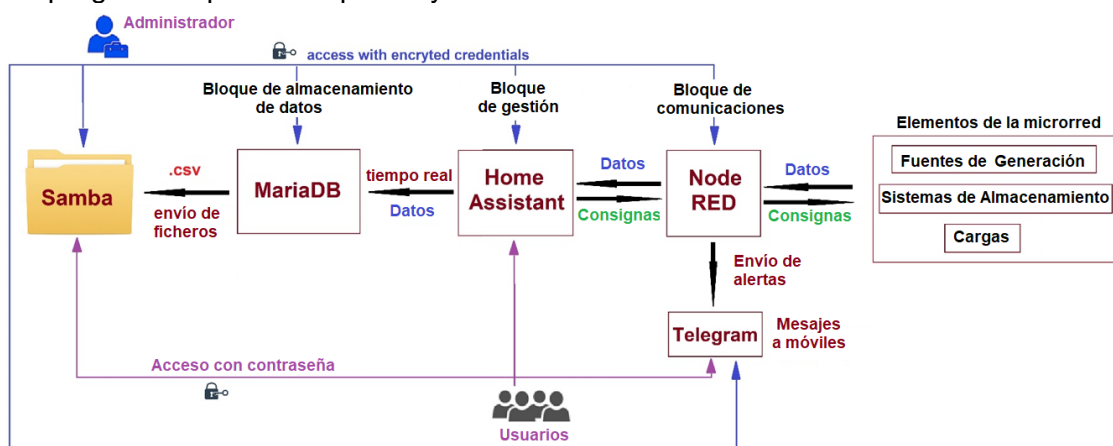 Administrador
access with encryted credentials
Bloque de almacenamiento
de datos
Bloque
de gestión
Bloque de
comunicaciones
Elementos de la microrred
Samba
.csv
envío de
ficheros
MariaDB
tiempo real
Datos
Home
Assistant
Datos
Consignas
Node
RED
Datos
Consignas
Fuentes de Generación
Sistemas de Almacenamiento
Cargas
Envío de
alertas
Telegram
Mesajes
a móviles
Acceso con contraseña
Usuarios